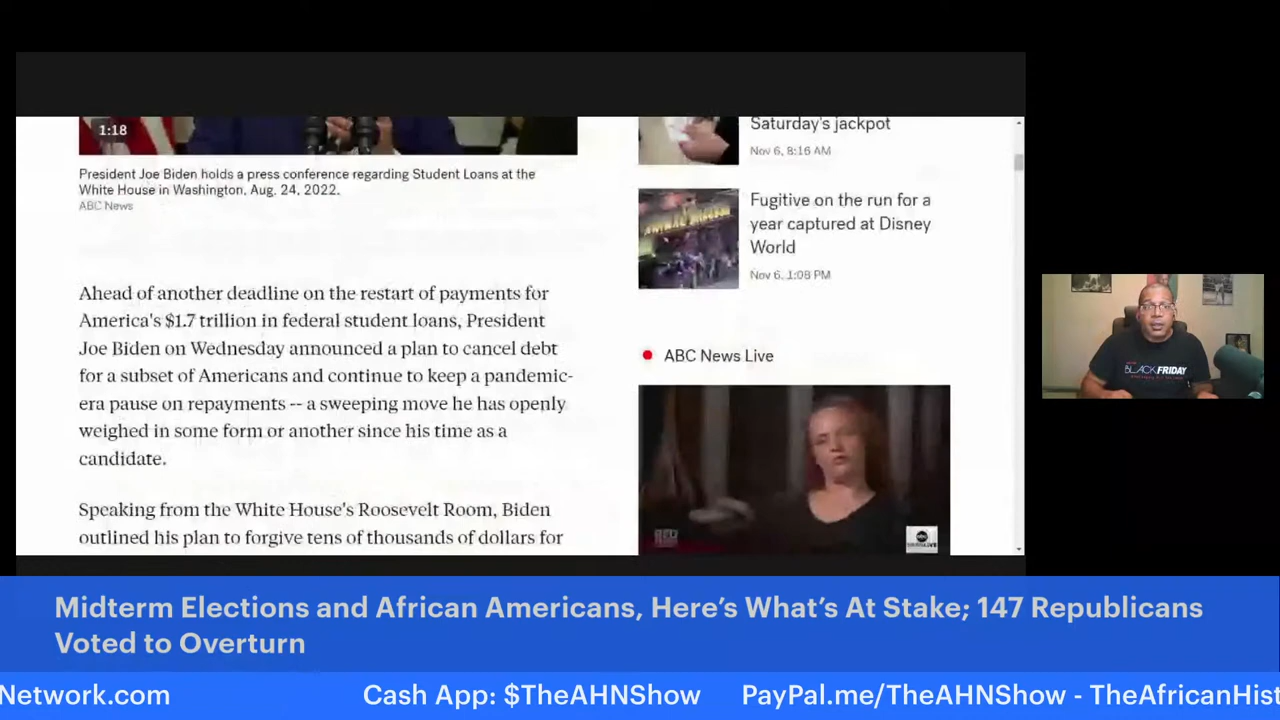 1:18
President Joe Biden holds a press conference regarding Student Loans at the
White House in Washington, Aug. 24, 2022.
ABC News
Ahead of another deadline on the restart of payments for
America's $1.7 trillion in federal student loans, President
Joe Biden on Wednesday announced a plan to cancel debt
for a subset of Americans and continue to keep a pandemic-
era pause on repayments -- a sweeping move he has openly
weighed in some form or another since his time as a
candidate.
Speaking from the White House's Roosevelt Room, Biden
outlined his plan to forgive tens of thousands of dollars for
Saturday's jackpot
Nov 6, 8:16 AM
Fugitive on the run for a
year captured at Disney
World
Nov 6, 1:08 PM
ABC News Live
abc
BLACK FRIDAY
Midterm Elections and African Americans, Here's What's At Stake; 147 Republicans
Voted to Overturn
Network.com Cash App: $TheAHNShow PayPal.me/TheAHNShow - TheAfricanHist